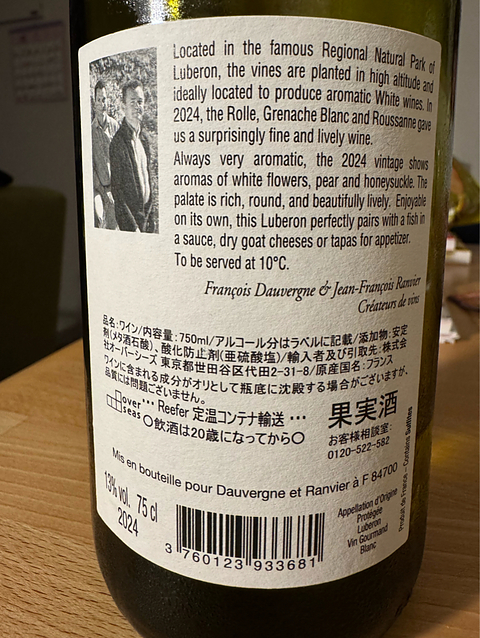 Located in the famous Regional Natural Park of
Luberon, the vines are planted in high altitude and
ideally located to produce aromatic White wines. In
2024, the Rolle, Grenache Blanc and Roussanne gave
us a surprisingly fine and lively wine.
Always very aromatic, the 2024 vintage shows
aromas of white flowers, pear and honeysuckle. The
palate is rich, round, and beautifully lively. Enjoyable
on its own, this Luberon perfectly pairs with a fish in
a sauce, dry goat cheeses or tapas for appetizer.
To be served at 10°C.
François Dauvergne & Jean-François Ranvier
Créateurs de vins
品名:ワイン/内容量:750ml/アルコール分はラベルに記載/添加物:安定
剤(メタ酒石酸)、酸化防止剤(亜硫酸塩)/輸入者及び引取先:株式会
社オーバーシーズ 東京都世田谷区代田2-31-8/原産国名:フランス
ワインに含まれる成分がオリとして瓶底に沈殿する場合がございますが、
品質には問題ございません。
over seas
••• Reefer 定温コンテナ輸送 •••
○飲酒は20歳になってから○
果実酒
お客様相談室:
0120-522-582
Mis en bouteille pour Dauvergne et Ranvier à F 84700
13% vol. 75 cl
2024
3 760123 933681
Appellation d'Origine
Protégée
Luberon
Vin Gourmand
Blanc
Produit de France - Contains Sulfites